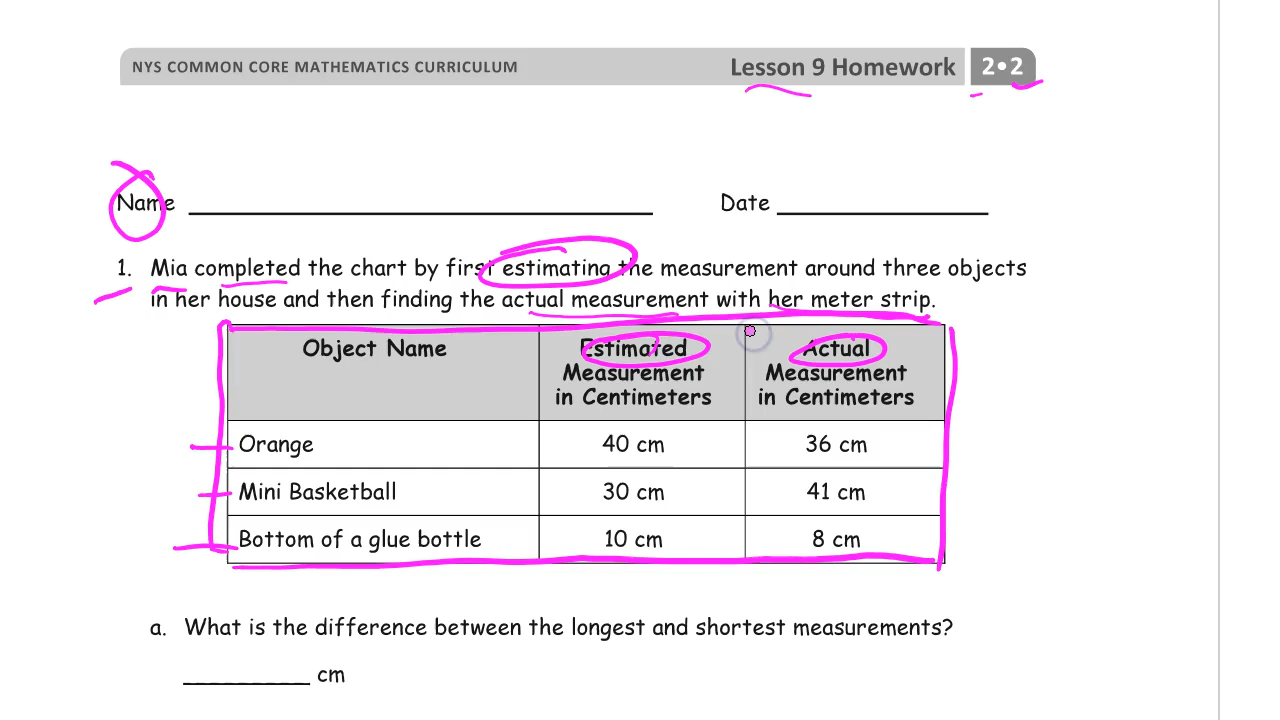 NYS COMMON CORE MATHEMATICS CURRICULUM Lesson 9 Homework 2•2
Name Date
1. Mia completed the chart by first estimating the measurement around three objects
in her house and then finding the actual measurement with her meter strip.
Object Name Estimated Measurement in Centimeters Actual Measurement in Centimeters
Orange 40 cm 36 cm
Mini Basketball 30 cm 41 cm
Bottom of a glue bottle 10 cm 8 cm
a. What is the difference between the longest and shortest measurements?
_________ cm